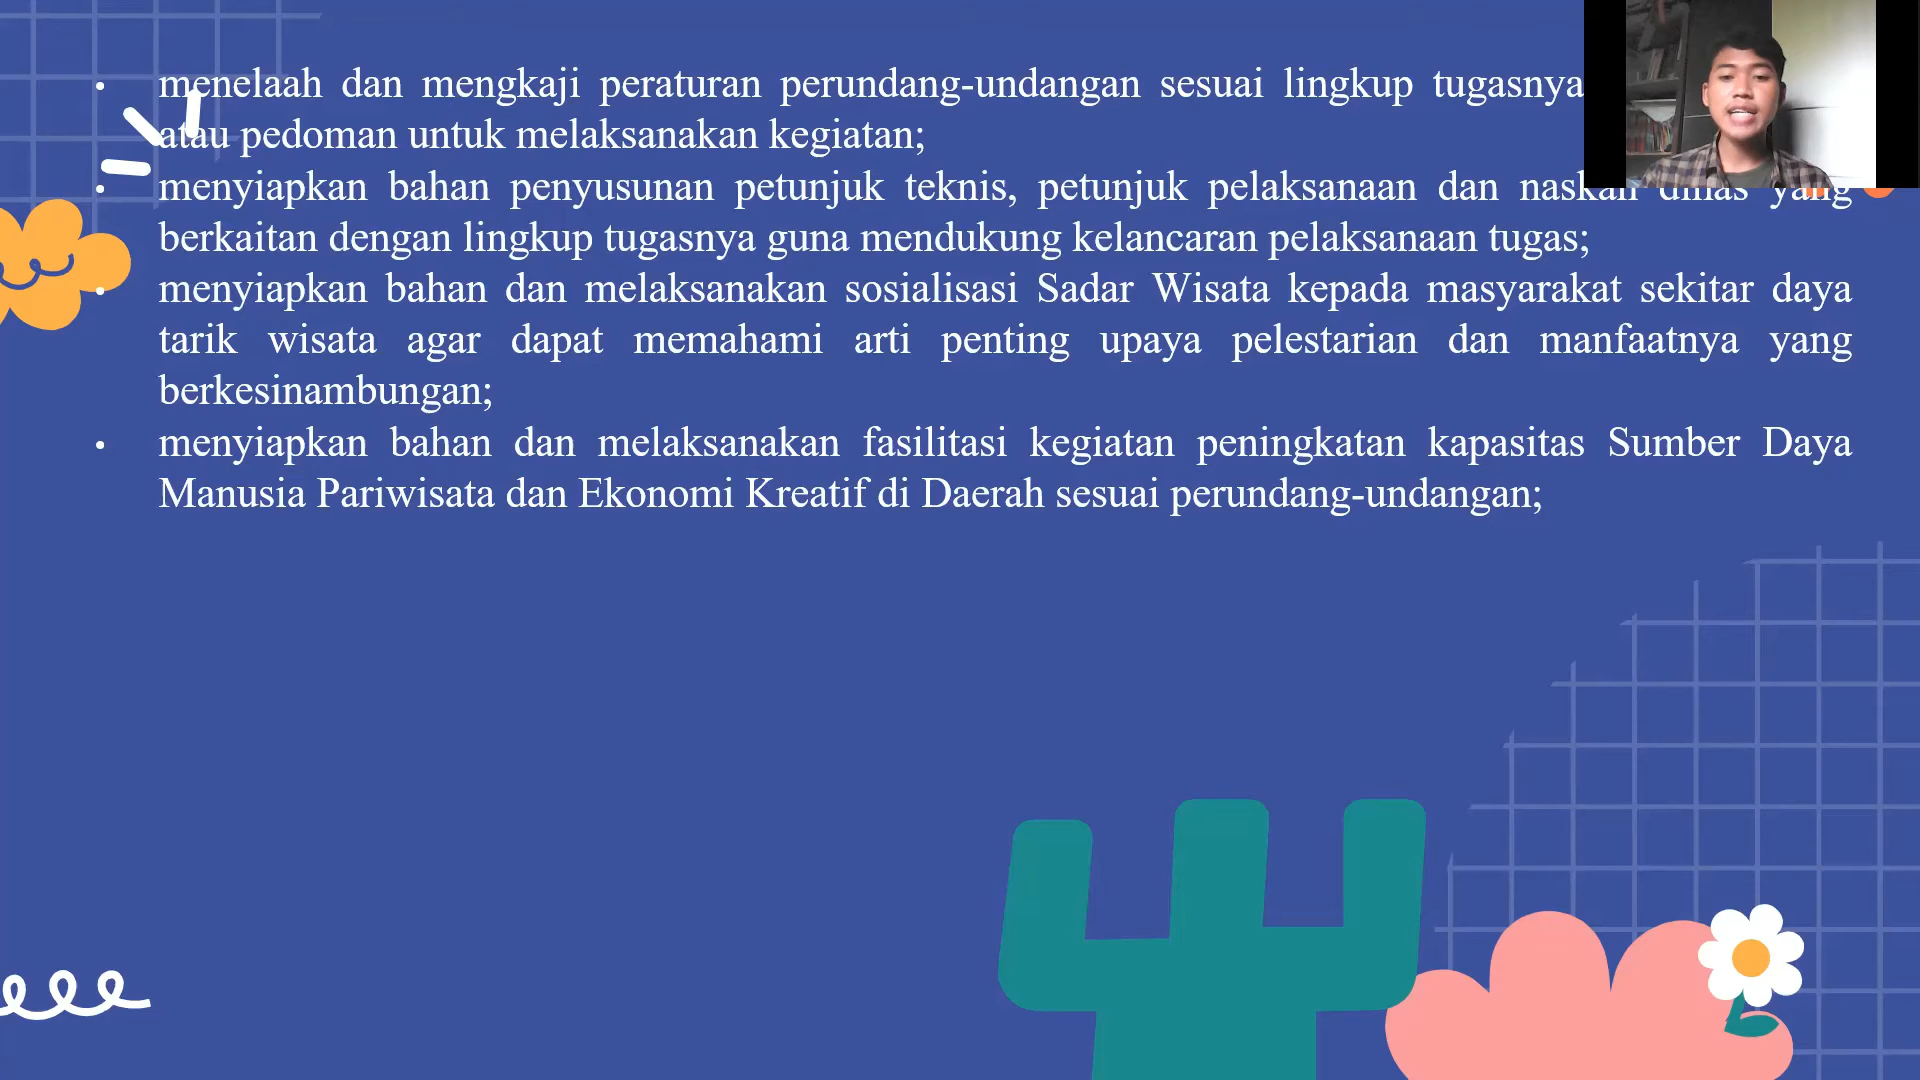 menelaah dan mengkaji peraturan perundang-undangan sesuai lingkup tugasnya
atau pedoman untuk melaksanakan kegiatan;
menyiapkan bahan penyusunan petunjuk teknis, petunjuk pelaksanaan dan naskah dinas yang
berkaitan dengan lingkup tugasnya guna mendukung kelancaran pelaksanaan tugas;
menyiapkan bahan dan melaksanakan sosialisasi Sadar Wisata kepada masyarakat sekitar daya
tarik wisata agar dapat memahami arti penting upaya pelestarian dan manfaatnya yang
berkesinambungan;
menyiapkan bahan dan melaksanakan fasilitasi kegiatan peningkatan kapasitas Sumber Daya
Manusia Pariwisata dan Ekonomi Kreatif di Daerah sesuai perundang-undangan;